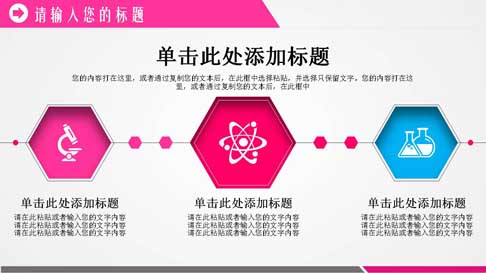 请输入您的标题
单击此处添加标题
您的内容打在这里，或者通过复制您的文本后，在此框中选择粘贴，并选择只保留文字。您的内容打在这
里，或者通过复制您的文本后，在此框中
单击此处添加标题
请在此粘贴或者输入您的文字内容
请在此粘贴或者输入您的文字内容
请在此粘贴或者输入您的文字内容
单击此处添加标题
请在此粘贴或者输入您的文字内容
请在此粘贴或者输入您的文字内容
请在此粘贴或者输入您的文字内容
单击此处添加标题
请在此粘贴或者输入您的文字内容
请在此粘贴或者输入您的文字内容
请在此粘贴或者输入您的文字内容